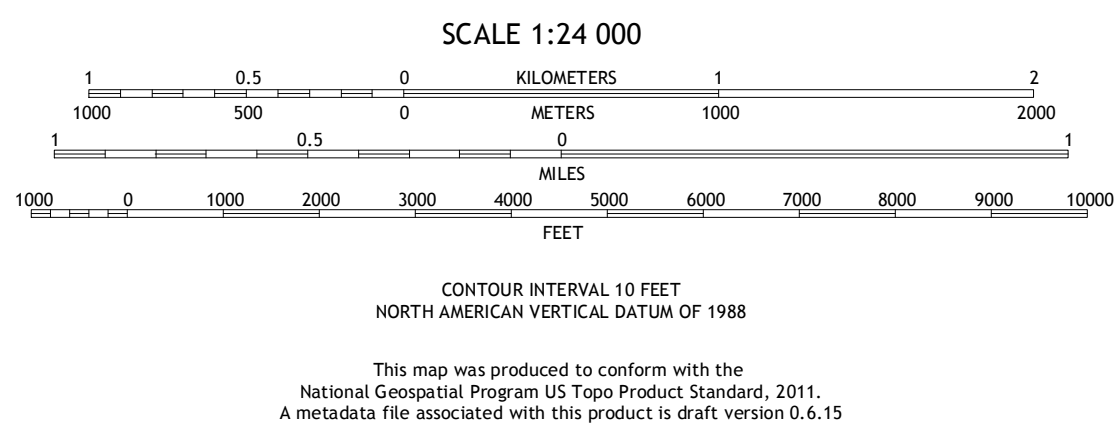 SCALE 1:24 000
1 0.5 0 KILOMETERS 1 2
1000 500 0 METERS 1000 2000
1 0.5 0 1
MILES
1000 0 1000 2000 3000 4000 5000 6000 7000 8000 9000 10000
FEET
CONTOUR INTERVAL 10 FEET
NORTH AMERICAN VERTICAL DATUM OF 1988
This map was produced to conform with the
National Geospatial Program US Topo Product Standard, 2011.
A metadata file associated with this product is draft version 0.6.15